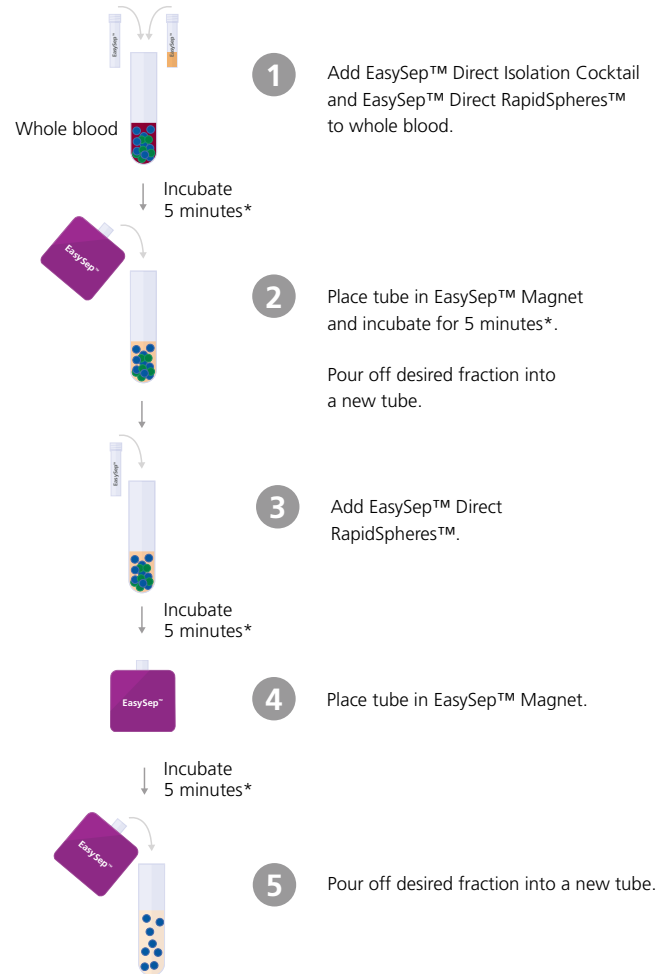 EasySep™
EasySep™
1
Add EasySep™ Direct Isolation Cocktail
and EasySep™ Direct RapidSpheres™
to whole blood.
Whole blood
Incubate
5 minutes*
EasySep™
2
Place tube in EasySep™ Magnet
and incubate for 5 minutes*.
Pour off desired fraction into
a new tube.
EasySep™
3
Add EasySep™ Direct
RapidSpheres™.
Incubate
5 minutes*
EasySep™
4
Place tube in EasySep™ Magnet.
Incubate
5 minutes*
EasySep™
5
Pour off desired fraction into a new tube.